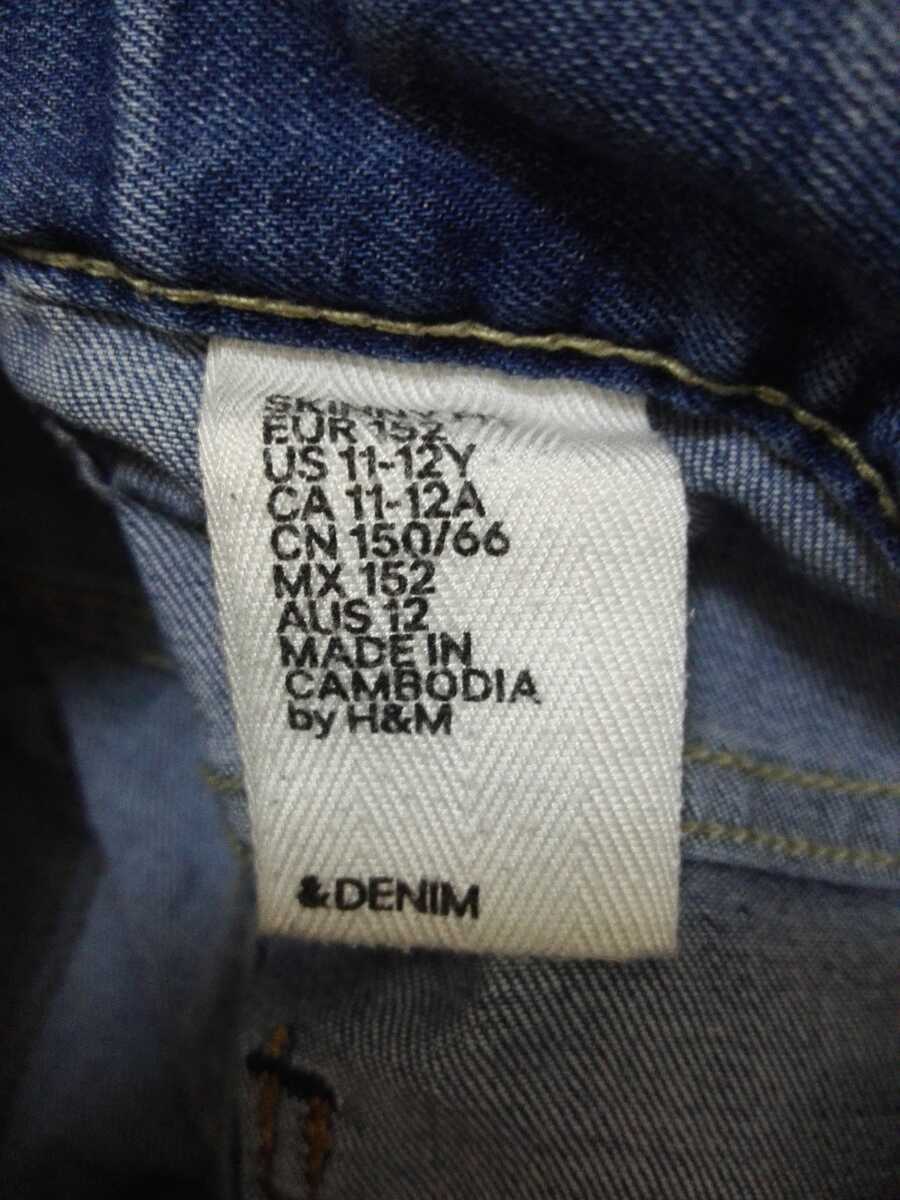 EUR 152
US 11-12Y
CA 11-12A
CN 150/66
MX 152
AUS 12
MADE IN
CAMBODIA
by H&M
&DENIM